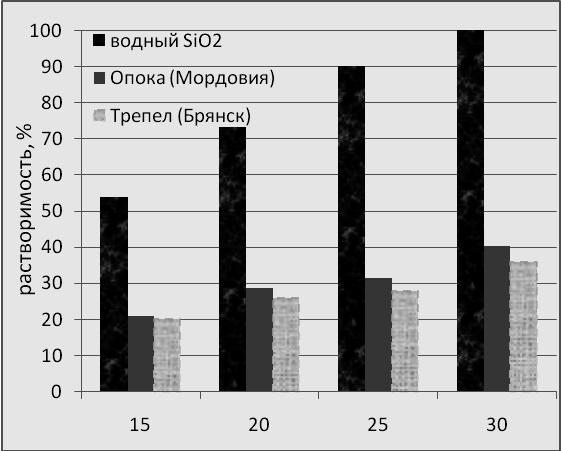 100
90
80
70
60
50
40
30
20
10
0
растворимость, %
водный SiO2
Опока (Мордовия)
Трепел (Брянск)
15 20 25 30